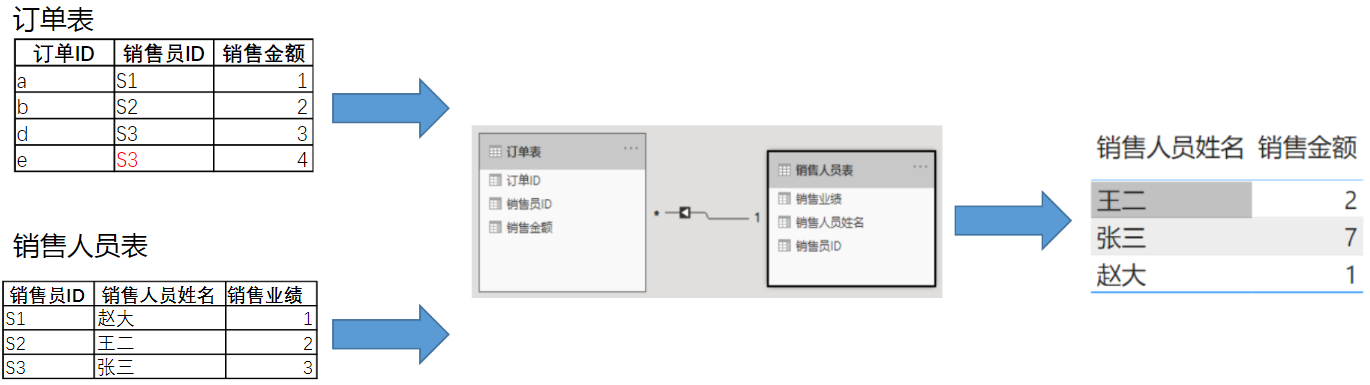 订单表
订单ID 销售员ID 销售金额
a S1 1
b S2 2
d S3 3
e S3 4
销售人员表
销售员ID 销售人员姓名 销售业绩
S1 赵大 1
S2 王二 2
S3 张三 3
订单表 ...
订单ID
销售员ID
销售金额
* 1
销售人员表 ...
销售业绩
销售人员姓名
销售员ID
销售人员姓名 销售金额
王二 2
张三 7
赵大 1